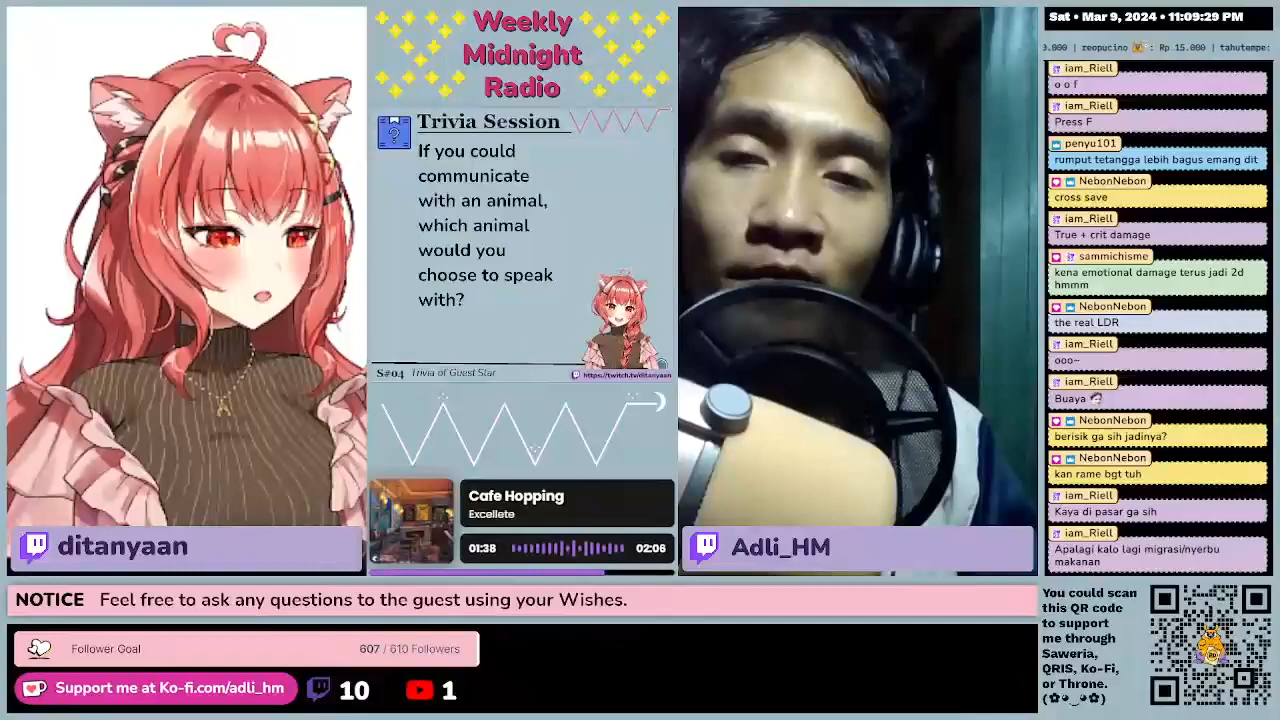 Weekly
Midnight
Radio
Trivia Session
If you could
communicate
with an animal,
which animal
would you
choose to speak
with?
S#04 Trivia of Guest Star
https://twitch.tv/ditanyaan
Cafe Hopping
Excellete
01:38
02:06
ditanyaan
Adli_HM
Sat • Mar 9, 2024 • 11:09:29 PM
0.000 | reopucino : Rp 15.000 | tahutempe:
iam_Riell
o o f
iam_Riell
Press F
penyu101
rumput tetangga lebih bagus emang dit
NebonNebon
cross save
iam_Riell
True + crit damage
sammichisme
kena emotional damage terus jadi 2d
hmmm
NebonNebon
the real LDR
iam_Riell
ooo~
iam_Riell
Buaya
NebonNebon
berisik ga sih jadinya?
NebonNebon
kan rame bgt tuh
iam_Riell
Kaya di pasar ga sih
iam_Riell
Apalagi kalo lagi migrasi/nyerbu
makanan
NOTICE Feel free to ask any questions to the guest using your Wishes.
Follower Goal 607 / 610 Followers
Support me at Ko-fi.com/adli_hm
10
1
You could scan
this QR code
to support
me through
Saweria,
QRIS, Ko-Fi,
or Throne.
(✿◕‿◕✿)